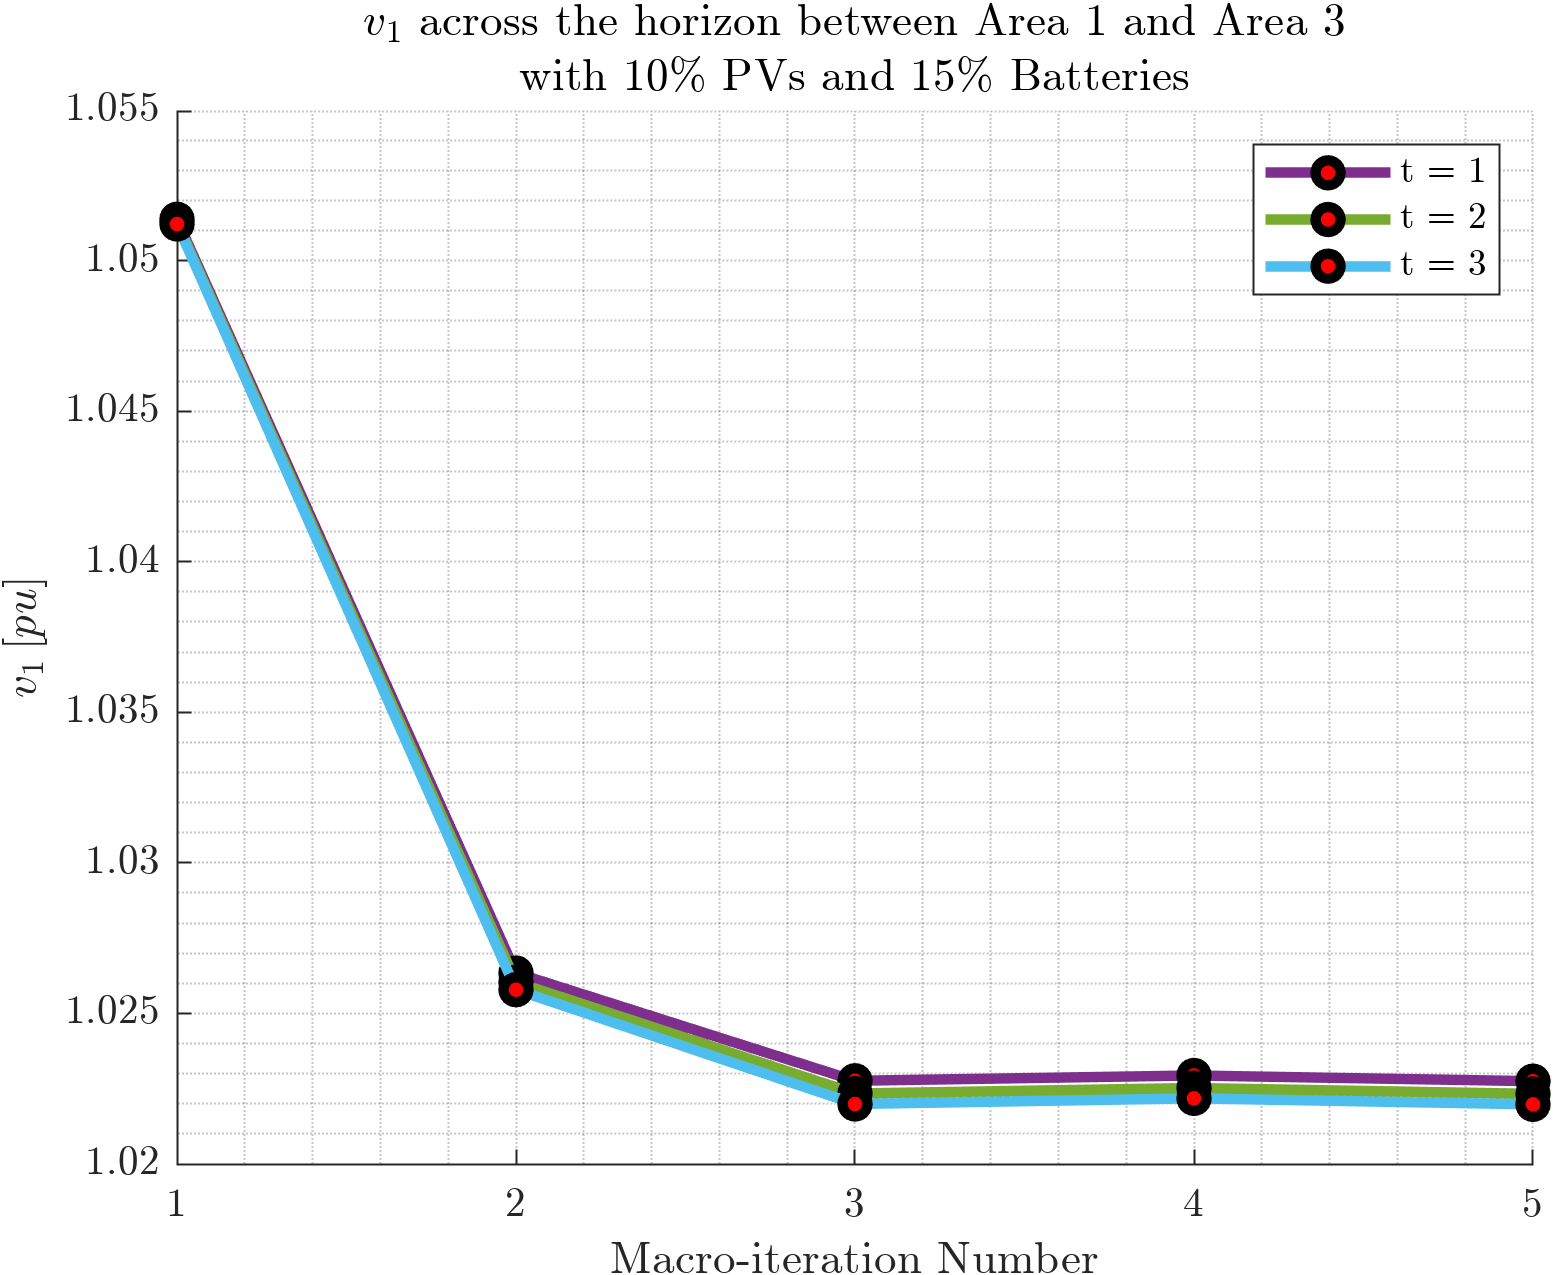 v₁ across the horizon between Area 1 and Area 3
with 10% PVs and 15% Batteries
1.055
1.05
1.045
1.04
1.035
1.03
1.025
1.02
v₁ [pu]
t = 1
t = 2
t = 3
1 2 3 4 5
Macro-iteration Number